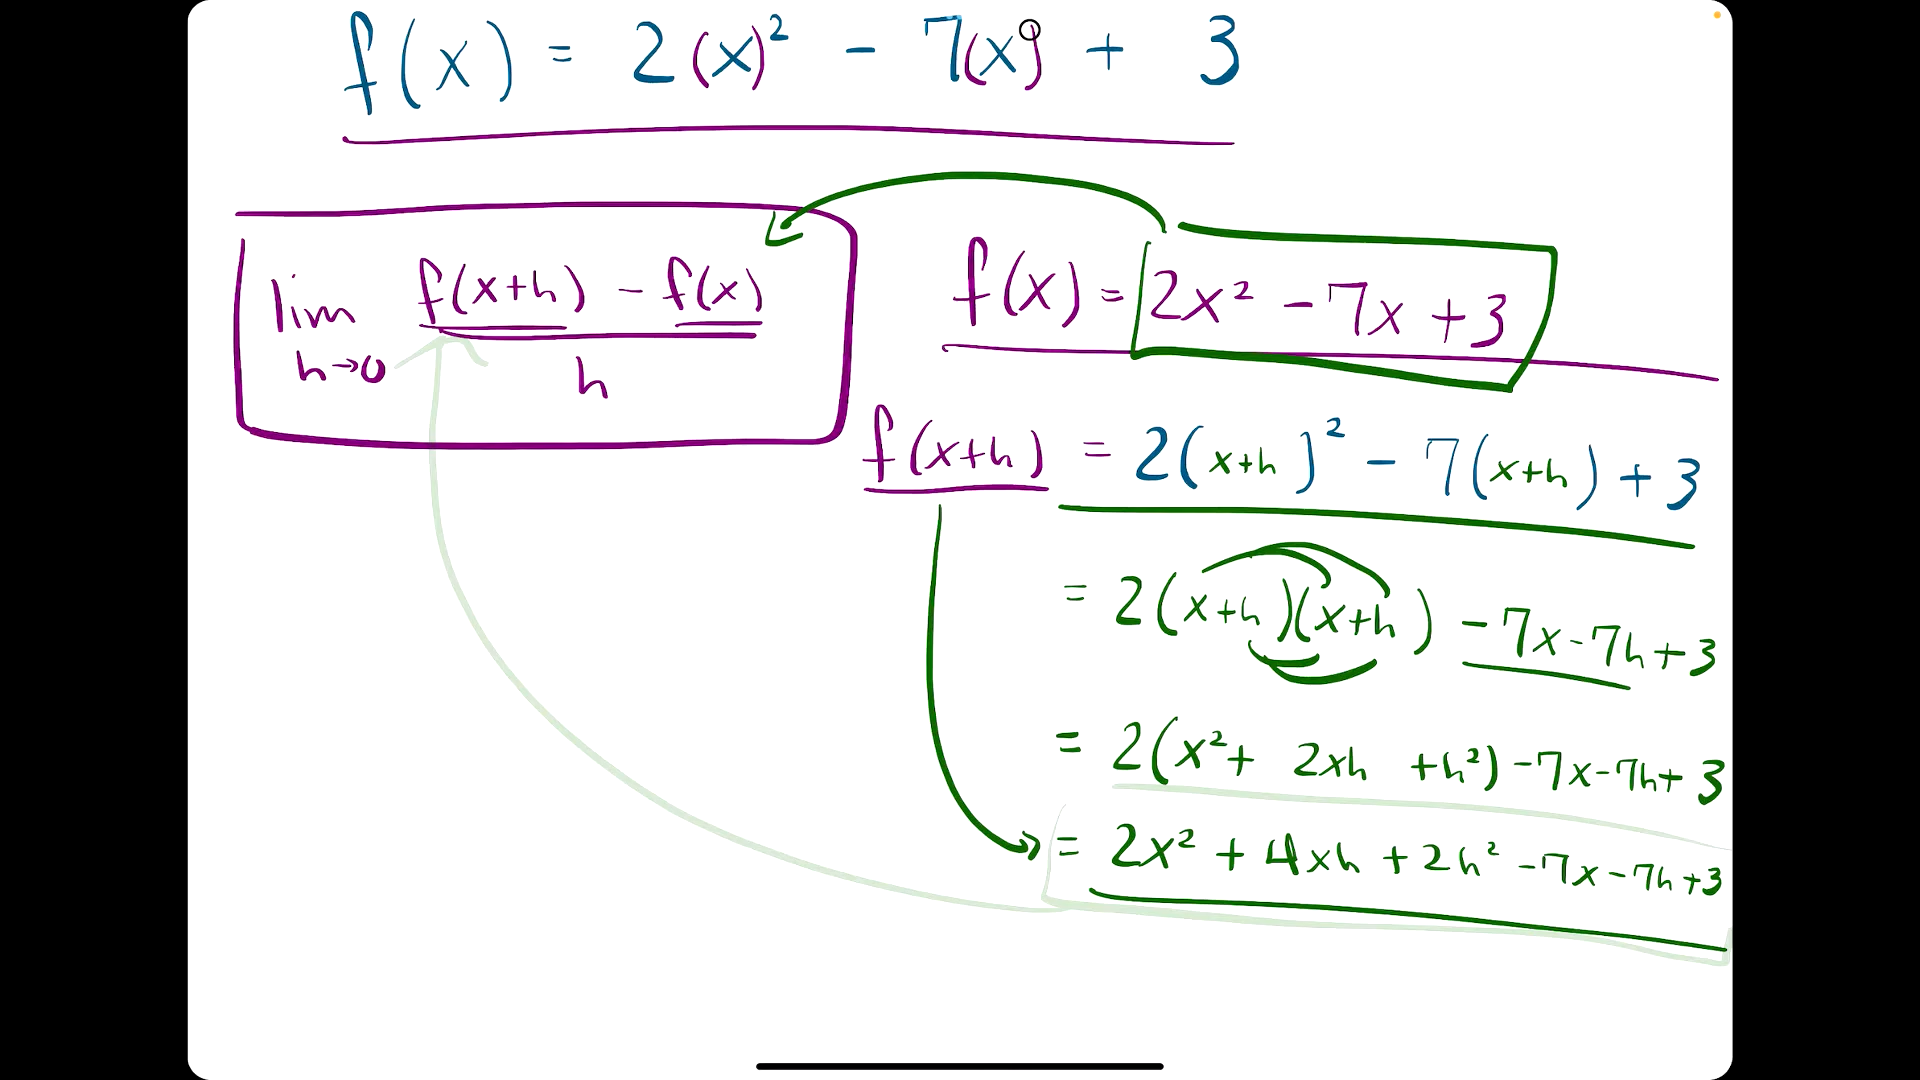 f(x) = 2(x)² - 7(x) + 3
lim h→0 f(x+h) - f(x) / h
f(x) = 2x² - 7x + 3
f(x+h) = 2(x+h)² - 7(x+h) + 3
= 2(x+h)(x+h) - 7x - 7h + 3
= 2(x² + 2xh + h²) - 7x - 7h + 3
= 2x² + 4xh + 2h² - 7x - 7h + 3